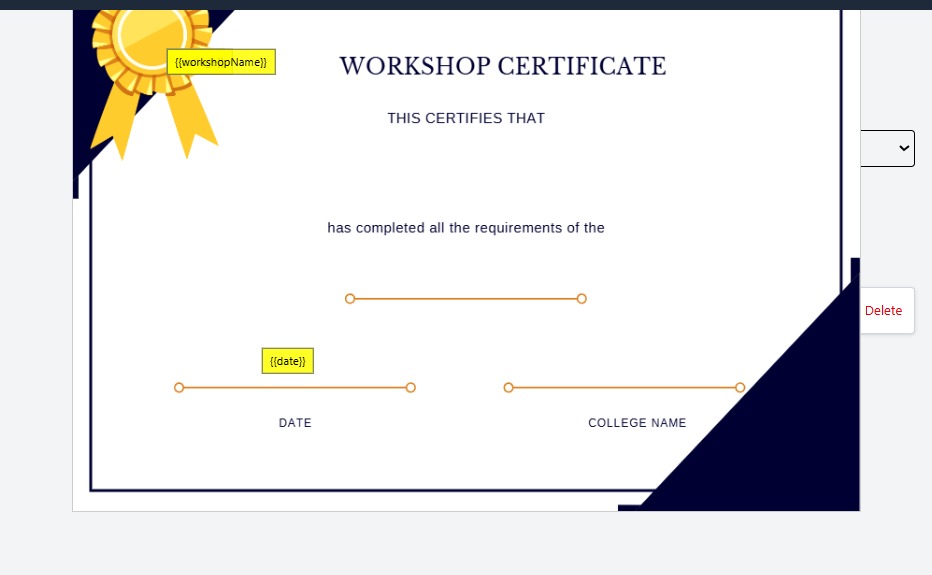 {{workshopName}}
WORKSHOP CERTIFICATE
THIS CERTIFIES THAT
has completed all the requirements of the
Delete
{{date}}
DATE
COLLEGE NAME